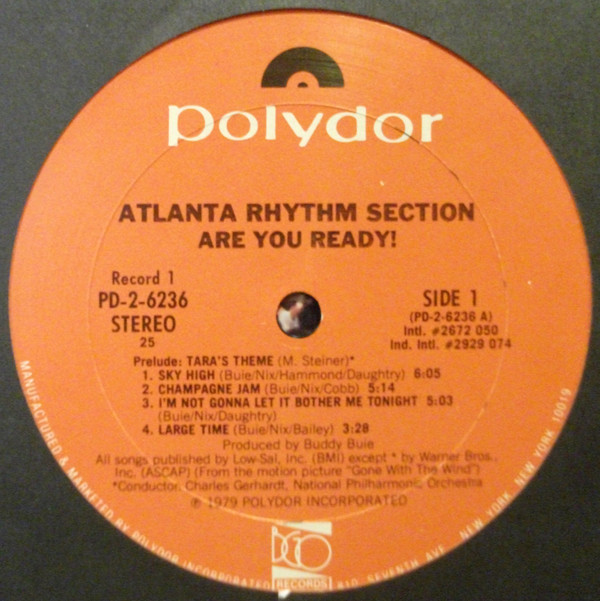 polydor
ATLANTA RHYTHM SECTION
ARE YOU READY!
Record 1
PD-2-6236
STEREO
25
SIDE 1
(PD-2-6236 A)
Intl. #2672 050
Ind. Intl. #2929 074
Prelude: TARA'S THEME (M. Steiner)*
1. SKY HIGH (Buie/Nix/Hammond/Daughtry) 6:05
2. CHAMPAGNE JAM (Buie/Nix/Cobb) 5:14
3. I'M NOT GONNA LET IT BOTHER ME TONIGHT 5:03
(Buie/Nix/Daughtry)
4. LARGE TIME (Buie/Nix/Bailey) 3:28
Produced by Buddy Buie
All songs published by Low-Sal, Inc. (BMI) except * by Warner Bros.,
Inc. (ASCAP) (From the motion picture "Gone With The Wind")
*Conductor, Charles Gerhardt, National Philharmonic Orchestra
℗ 1979 POLYDOR INCORPORATED
BGO
RECORDS
MANUFACTURED & MARKETED BY POLYDOR INCORPORATED 810 SEVENTH AVE. NEW YORK, NEW YORK 10019